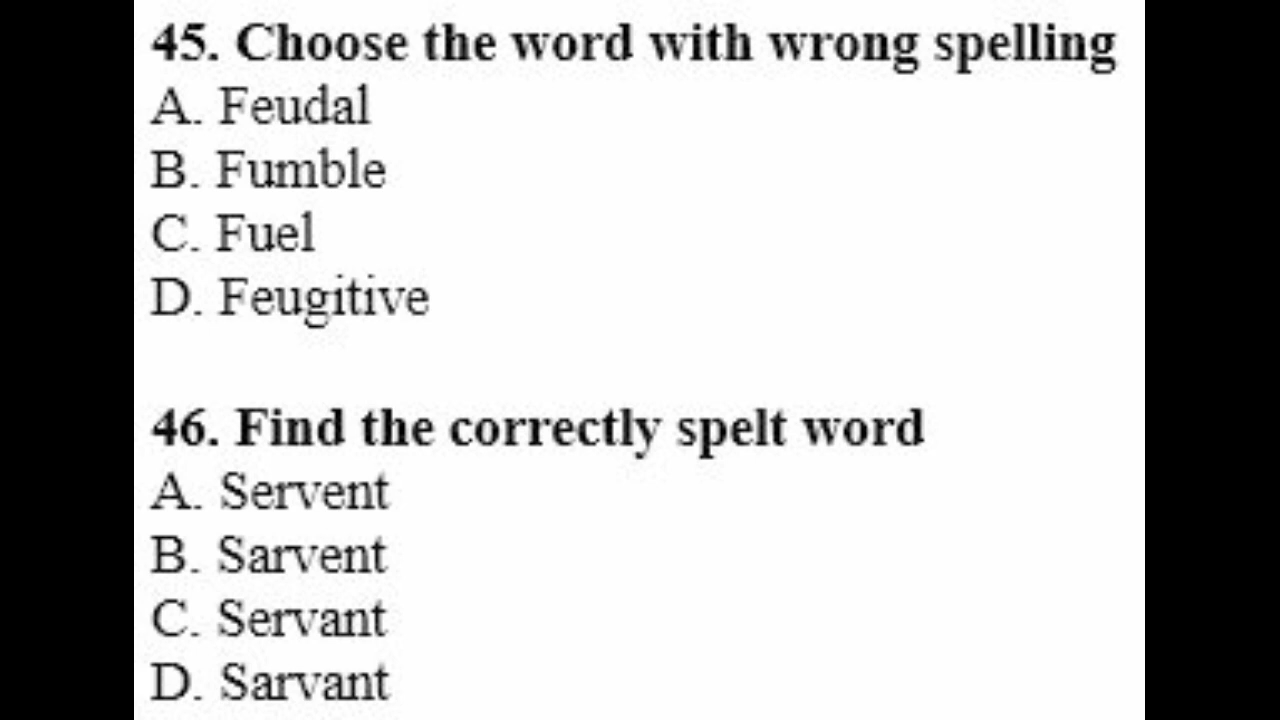 45. Choose the word with wrong spelling
A. Feudal
B. Fumble
C. Fuel
D. Feugitive
46. Find the correctly spelt word
A. Servent
B. Sarvent
C. Servant
D. Sarvant